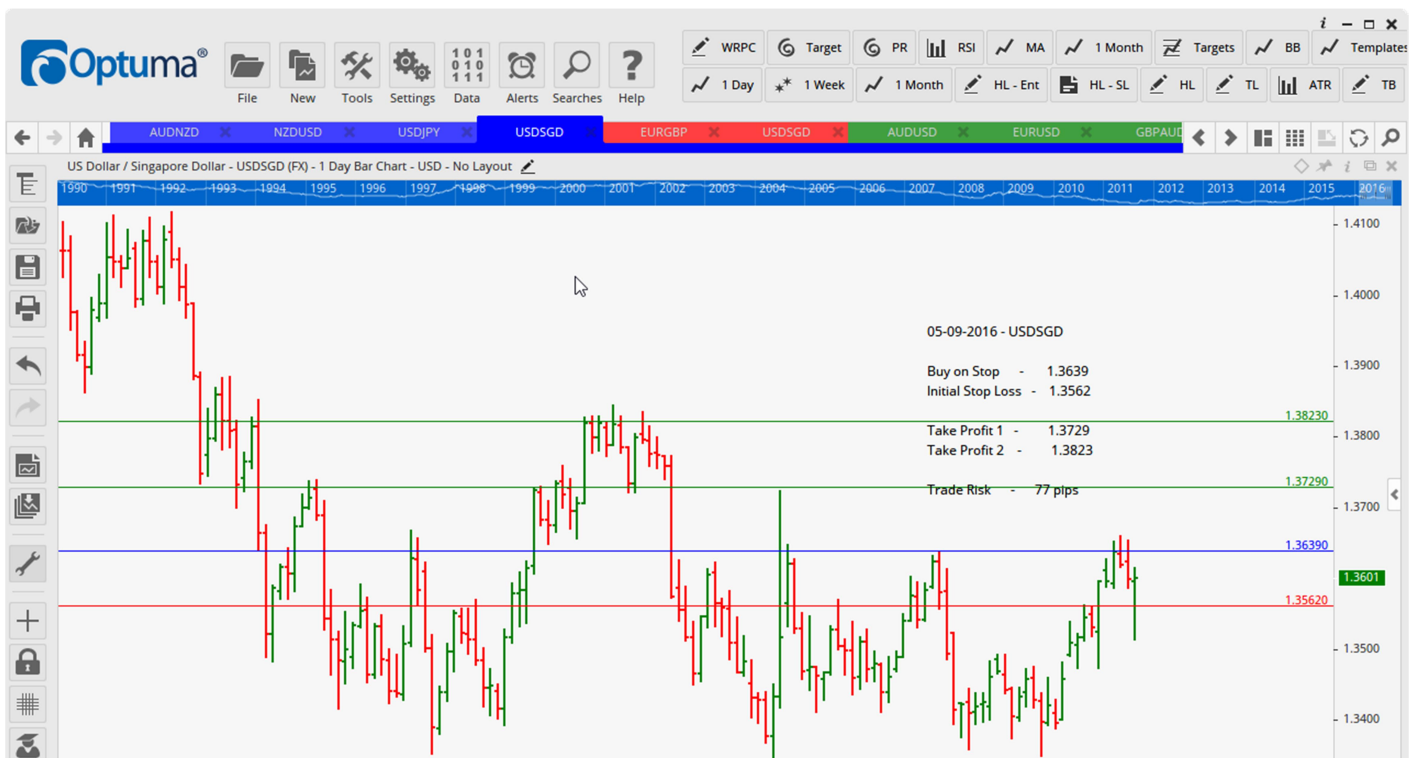 i
Optuma®
File New Tools Settings Data Alerts Searches Help
101
010
111
WRPC Target PR RSI MA 1 Month Targets BB Templates
1 Day 1 Week 1 Month HL - Ent HL - SL HL TL ATR TB
AUDNZD NZDUSD USDJPY USDSGD EURGBP USDSGD AUDUSD EURUSD GBPAUD
US Dollar / Singapore Dollar - USDSGD (FX) - 1 Day Bar Chart - USD - No Layout
1990 1991 1992 1993 1994 1995 1996 1997 1998 1999 2000 2001 2002 2003 2004 2005 2006 2007 2008 2009 2010 2011 2012 2013 2014 2015 2016
1.4100
1.4000
05-09-2016 - USDSGD
1.3900
Buy on Stop - 1.3639
Initial Stop Loss - 1.3562
1.38230
Take Profit 1 - 1.3729
1.3800
Take Profit 2 - 1.3823
1.37290
Trade Risk - 77 pips
1.3700
1.36390
1.3601
1.35620
1.3500
1.3400